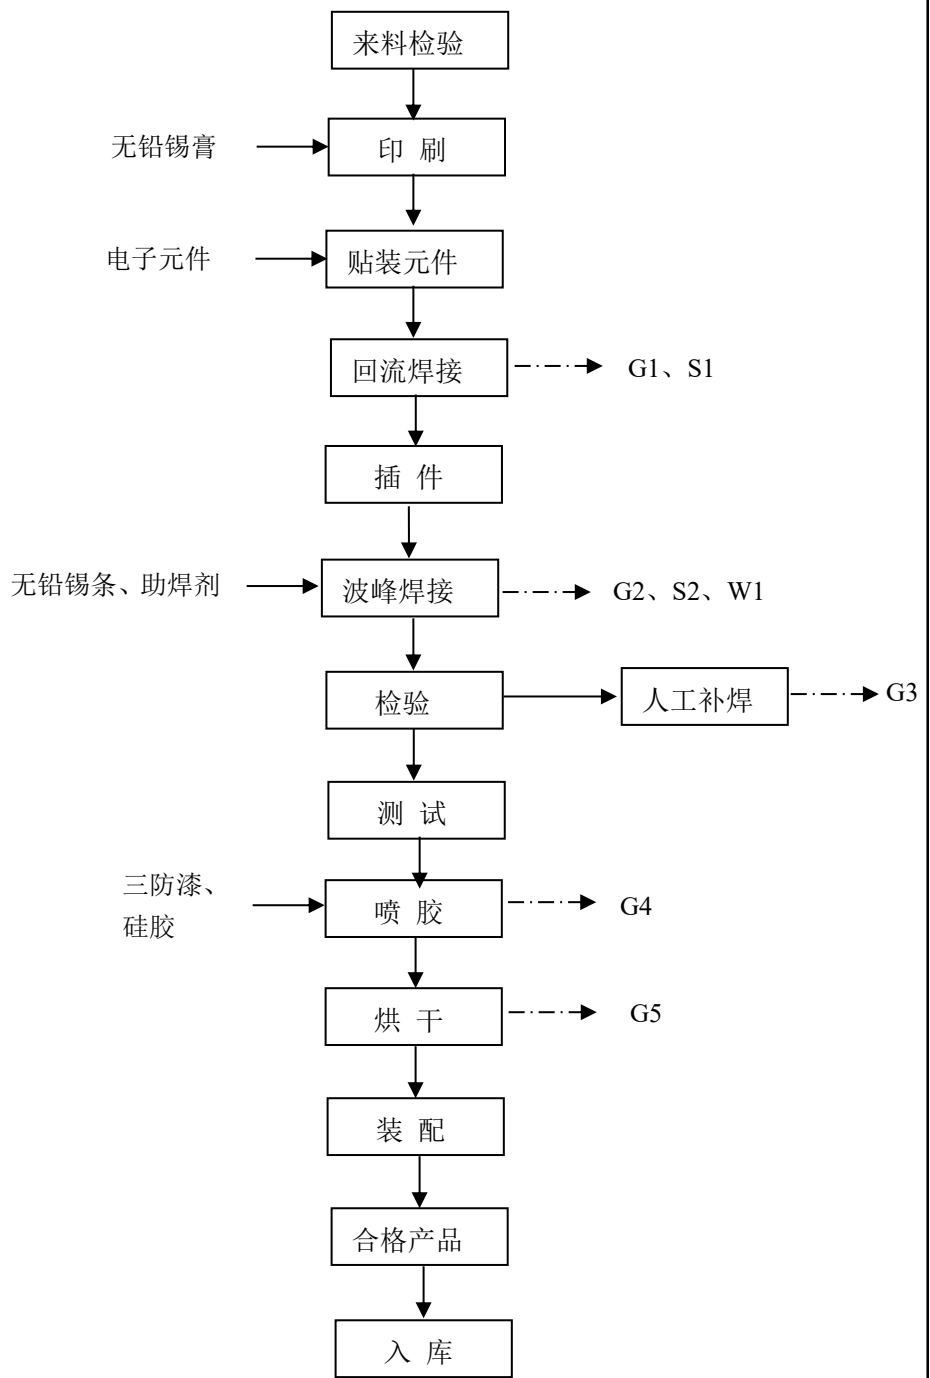 来料检验
无铅锡膏
印 刷
电子元件
贴装元件
回流焊接
G1、S1
插 件
无铅锡条、助焊剂
波峰焊接
G2、S2、W1
检验
人工补焊
G3
测 试
三防漆、
硅胶
喷 胶
G4
烘 干
G5
装 配
合格产品
入 库